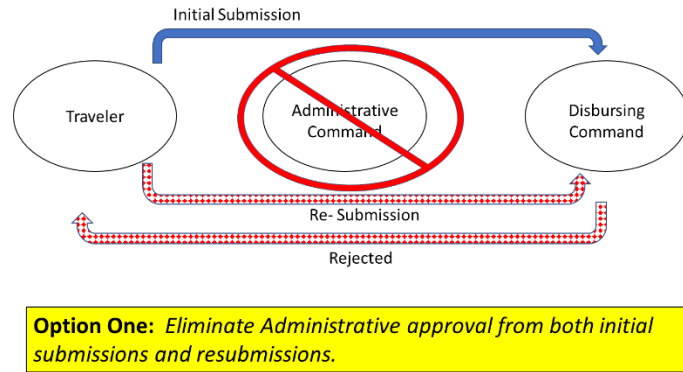 Initial Submission
Traveler
Administrative
Command
Disbursing
Command
Re- Submission
Rejected
Option One: Eliminate Administrative approval from both initial
submissions and resubmissions.